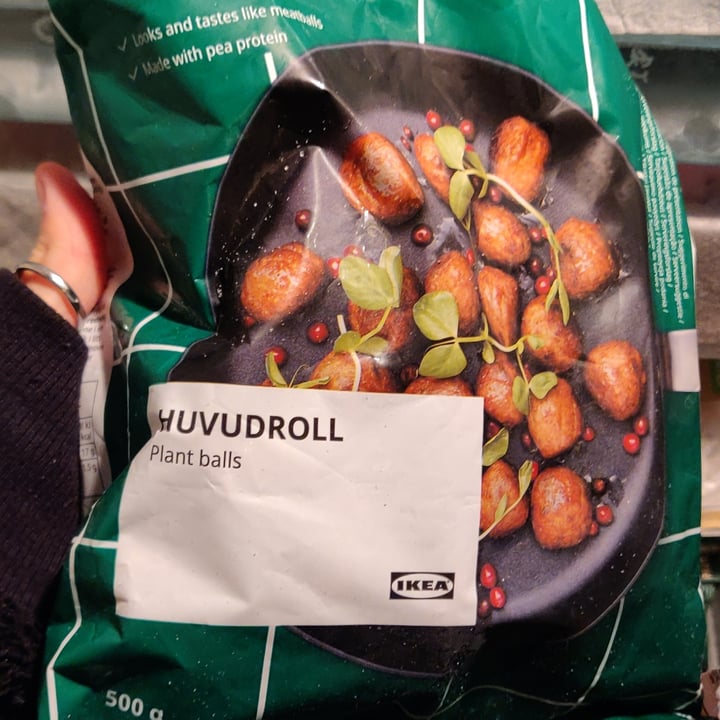 ✓ Looks and tastes like meatballs
✓ Made with pea protein
HUVUDROLL
Plant balls
IKEA
500 g